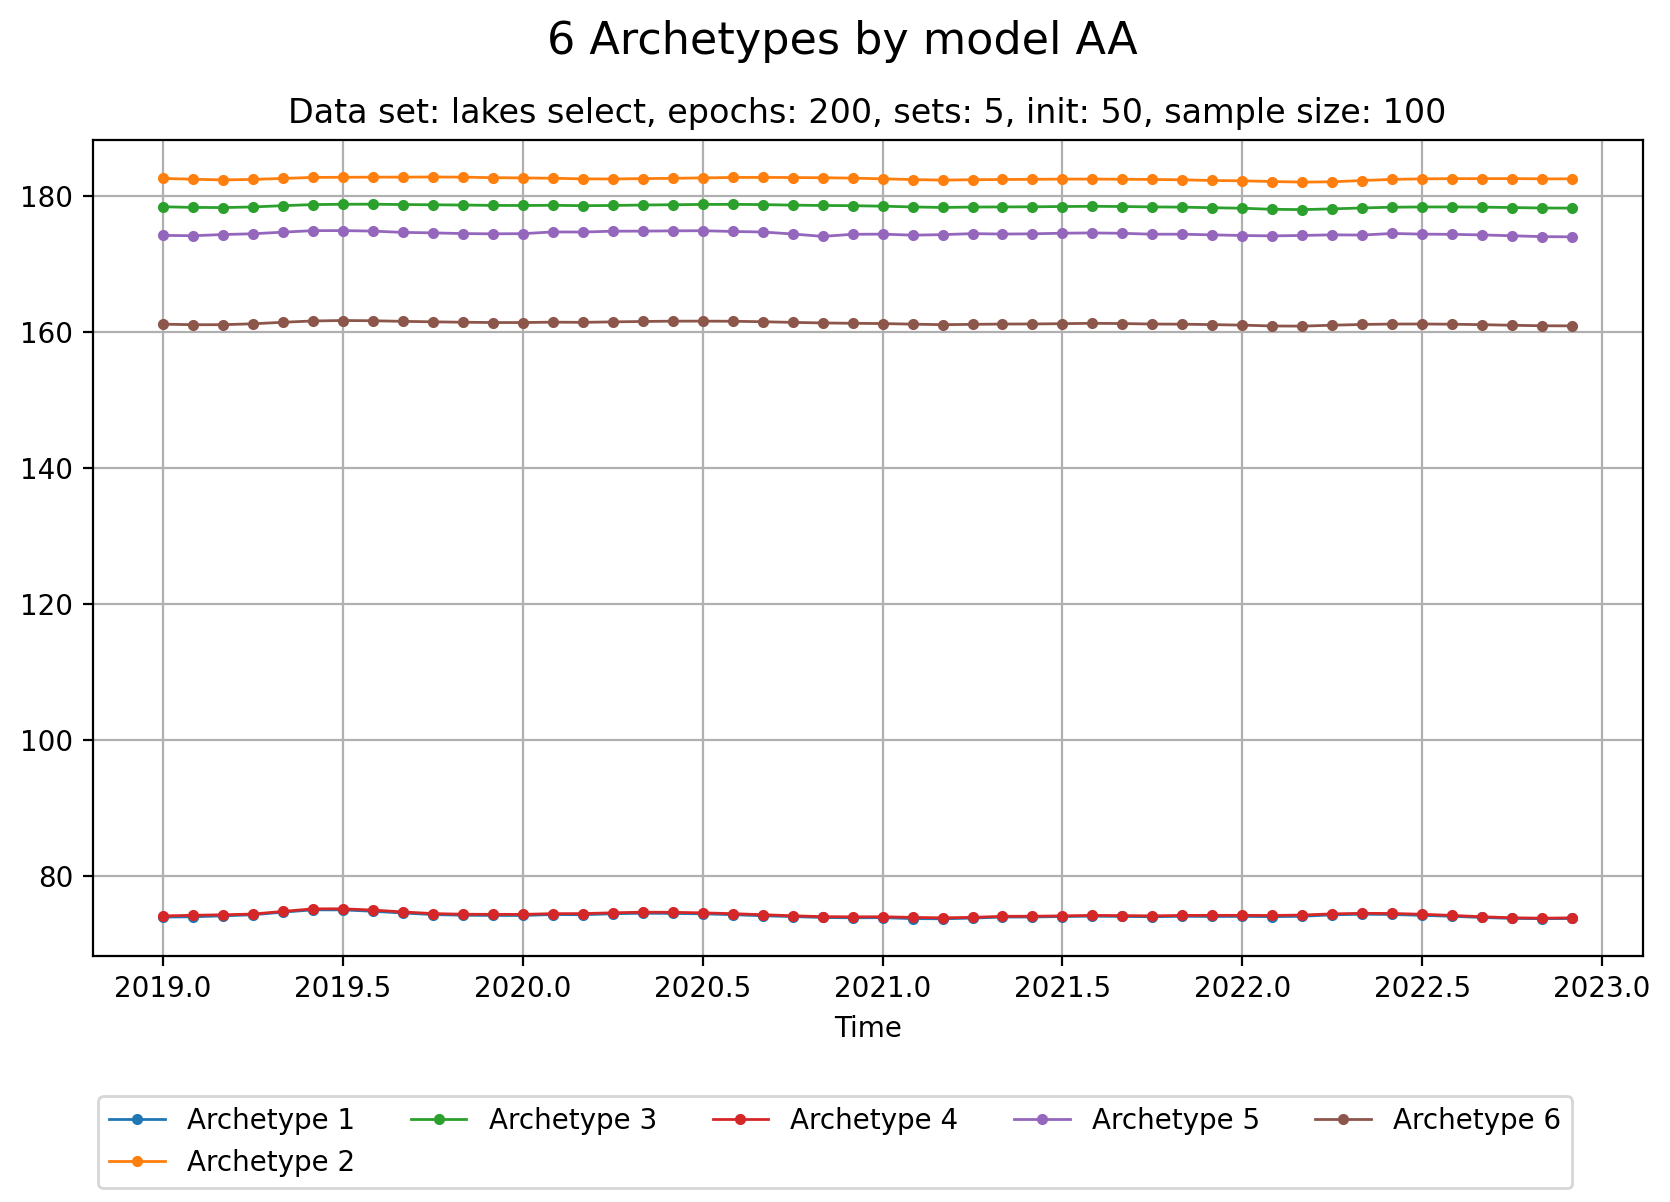 6 Archetypes by model AA
Data set: lakes select, epochs: 200, sets: 5, init: 50, sample size: 100
180
160
140
120
100
80
2019.0 2019.5 2020.0 2020.5 2021.0 2021.5 2022.0 2022.5 2023.0
Time
Archetype 1 Archetype 3 Archetype 4 Archetype 5 Archetype 6
Archetype 2